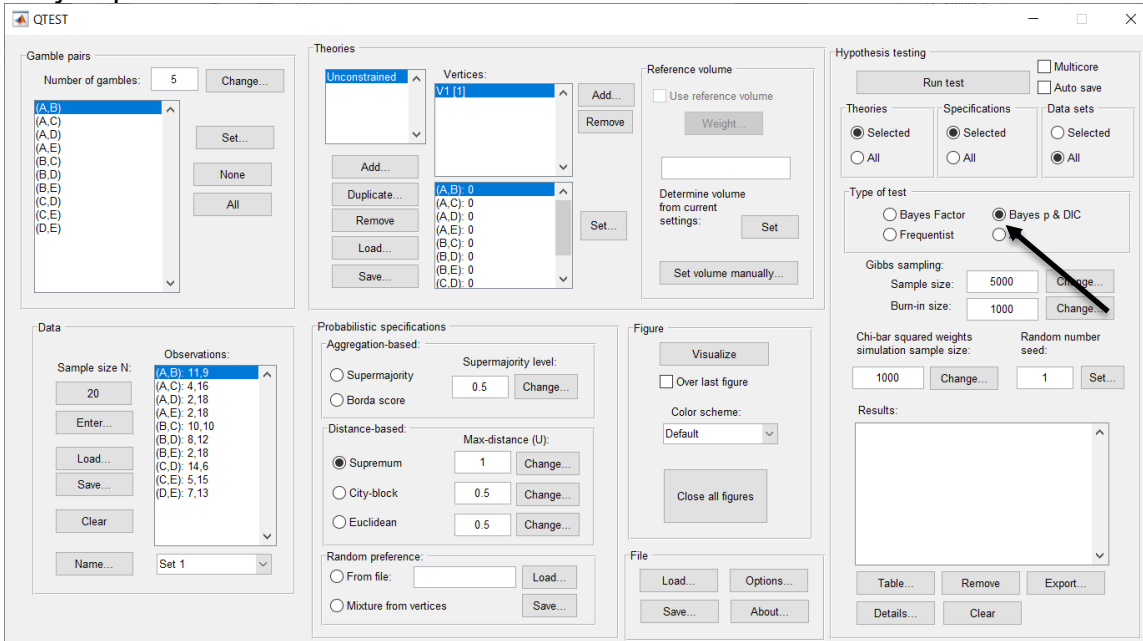 QTEST
Gamble pairs
Number of gambles: 5 Change...
(A,B)
(A,C)
(A,D)
(A,E)
(B,C)
(B,D)
(B,E)
(C,D)
(C,E)
(D,E)
Set...
None
All
Theories
Unconstrained
Add...
Duplicate...
Remove
Load...
Save...
Vertices:
V1 [1]
Add...
Remove
(A,B): 0
(A,C): 0
(A,D): 0
(A,E): 0
(B,C): 0
(B,D): 0
(B,E): 0
(C,D): 0
Set...
Reference volume
Use reference volume
Weight...
Determine volume
from current
settings:
Set
Set volume manually...
Hypothesis testing
Run test
Multicore
Auto save
Theories
Selected
All
Specifications
Selected
All
Data sets
Selected
All
Type of test
Bayes Factor
Bayes p & DIC
Frequentist
Gibbs sampling:
Sample size: 5000 Change...
Burn-in size: 1000 Change...
Chi-bar squared weights
simulation sample size:
1000 Change...
Random number
seed:
1 Set...
Results:
Table... Remove Export...
Details... Clear
Data
Sample size N:
20
Enter...
Load...
Save...
Clear
Name... Set 1
Observations:
(A,B): 11,9
(A,C): 4,16
(A,D): 2,18
(A,E): 2,18
(B,C): 10,10
(B,D): 8,12
(B,E): 2,18
(C,D): 14,6
(C,E): 5,15
(D,E): 7,13
Probabilistic specifications
Aggregation-based:
Supermajority
Borda score
Supermajority level:
0.5 Change...
Distance-based:
Max-distance (U):
Supremum 1 Change...
City-block 0.5 Change...
Euclidean 0.5 Change...
Random preference:
From file: Load...
Mixture from vertices Save...
Figure
Visualize
Over last figure
Color scheme:
Default
Close all figures
File
Load... Options...
Save... About...